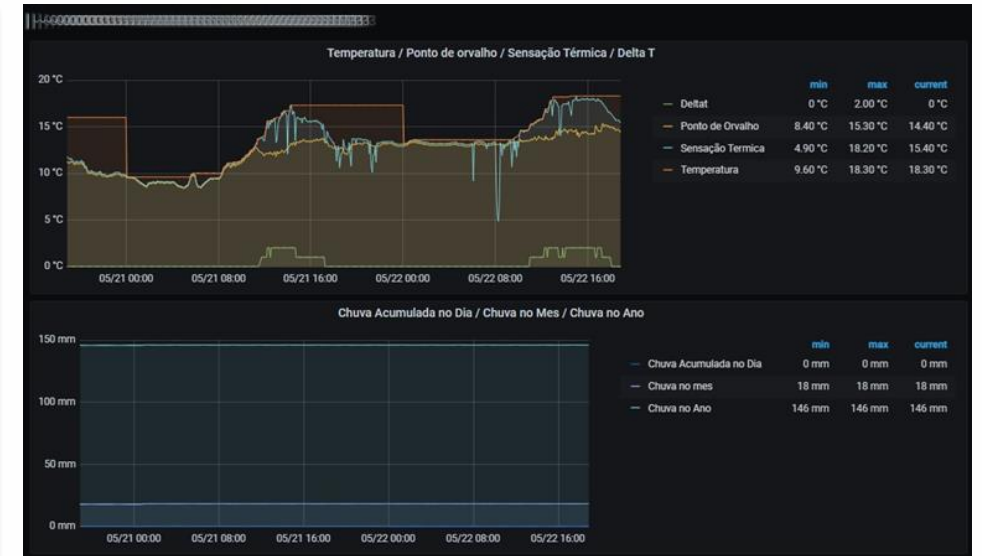 Temperatura / Ponto de orvalho / Sensação Térmica / Delta T
20 °C
15 °C
10 °C
5 °C
0 °C
05/21 00:00 05/21 08:00 05/21 16:00 05/22 00:00 05/22 08:00 05/22 16:00
min max current
Deltat 0 °C 2.00 °C 0 °C
Ponto de Orvalho 8.40 °C 15.30 °C 14.40 °C
Sensação Termica 4.90 °C 18.20 °C 15.40 °C
Temperatura 9.60 °C 18.30 °C 18.30 °C
Chuva Acumulada no Dia / Chuva no Mes / Chuva no Ano
150 mm
100 mm
50 mm
0 mm
05/21 00:00 05/21 08:00 05/21 16:00 05/22 00:00 05/22 08:00 05/22 16:00
min max current
Chuva Acumulada no Dia 0 mm 0 mm 0 mm
Chuva no mes 18 mm 18 mm 18 mm
Chuva no Ano 146 mm 146 mm 146 mm